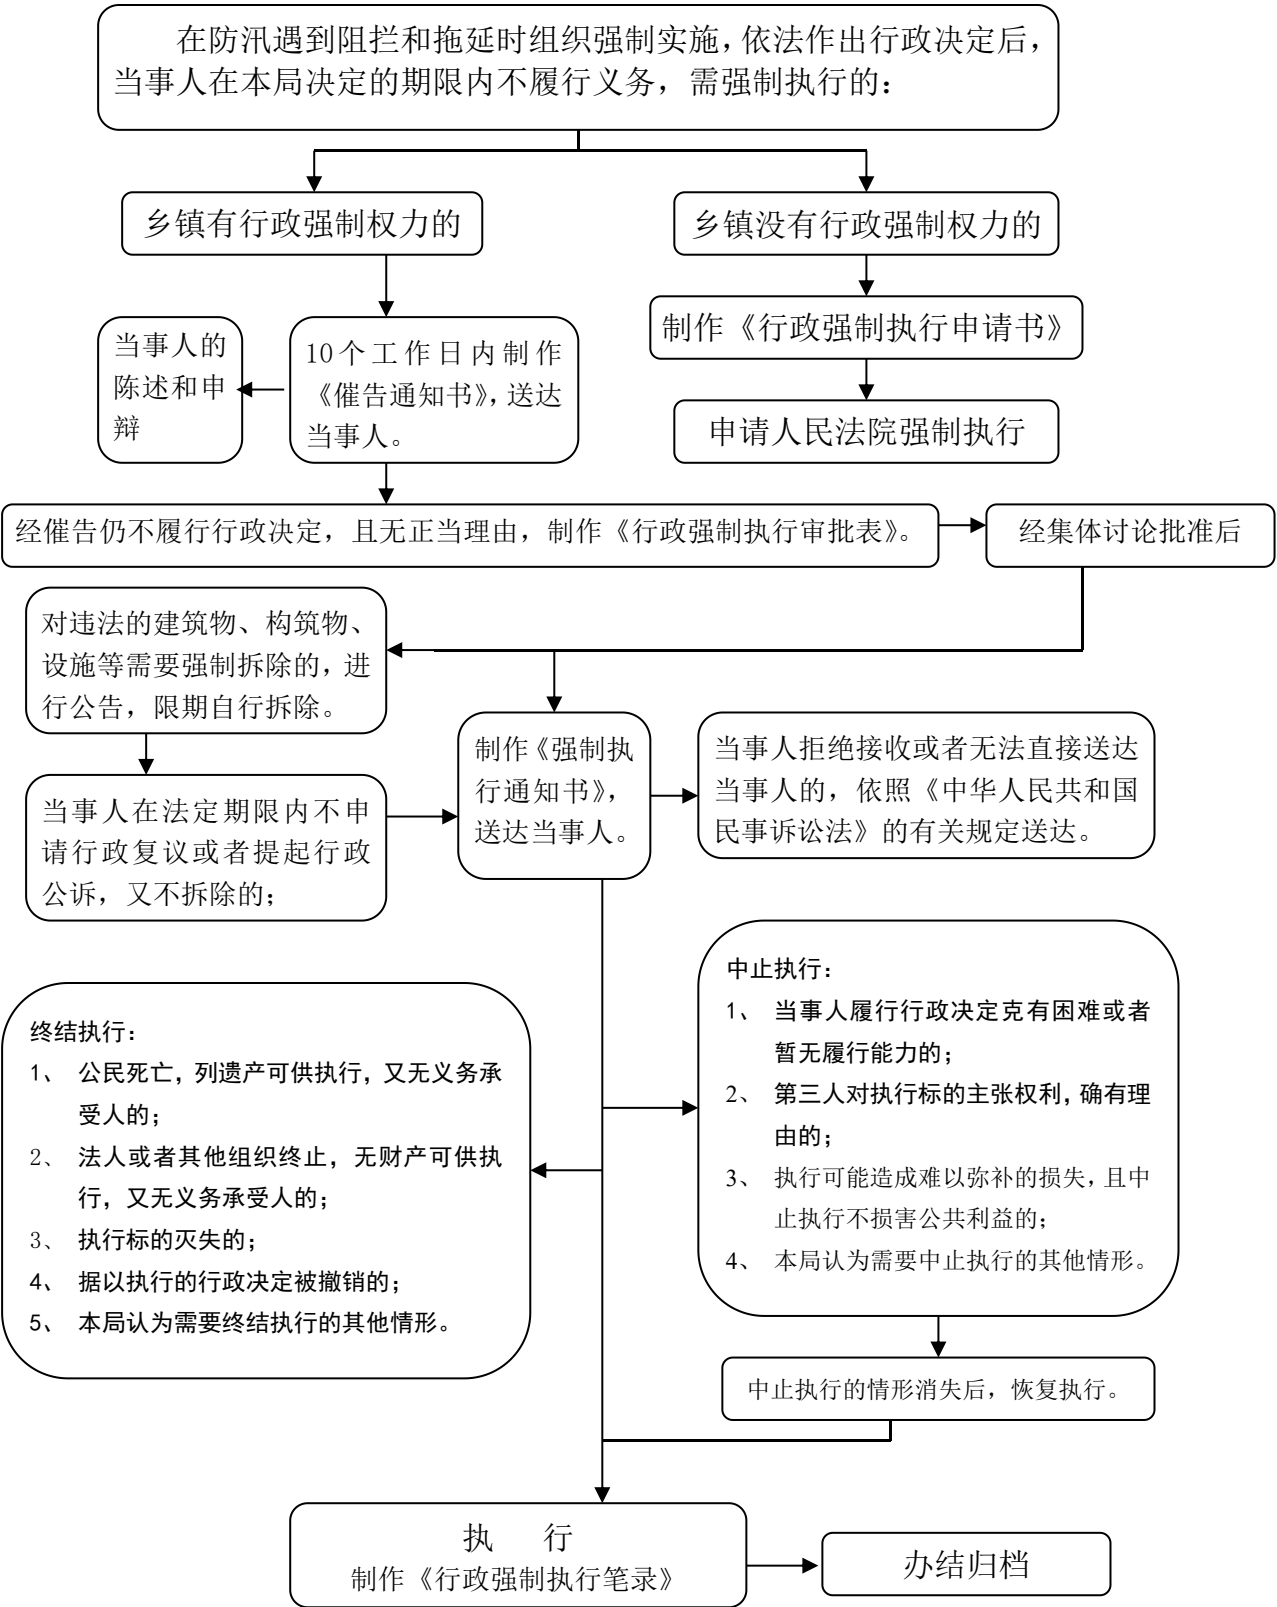 在防汛遇到阻拦和拖延时组织强制实施，依法作出行政决定后，
当事人在本局决定的期限内不履行义务，需强制执行的：
乡镇有行政强制权力的
乡镇没有行政强制权力的
制作《行政强制执行申请书》
申请人民法院强制执行
当事人的
陈述和申
辩
10个工作日内制作
《催告通知书》，送达
当事人。
经催告仍不履行行政决定，且无正当理由，制作《行政强制执行审批表》。
经集体讨论批准后
对违法的建筑物、构筑物、
设施等需要强制拆除的，进
行公告，限期自行拆除。
当事人在法定期限内不申
请行政复议或者提起行政
公诉，又不拆除的；
制作《强制执
行通知书》，
送达当事人。
当事人拒绝接收或者无法直接送达
当事人的，依照《中华人民共和国
民事诉讼法》的有关规定送达。
终结执行：
1、 公民死亡，列遗产可供执行，又无义务承
受人的；
2、 法人或者其他组织终止，无财产可供执
行，又无义务承受人的；
3、 执行标的灭失的；
4、 据以执行的行政决定被撤销的；
5、 本局认为需要终结执行的其他情形。
中止执行：
1、 当事人履行行政决定克有困难或者
暂无履行能力的；
2、 第三人对执行标的主张权利，确有理
由的；
3、 执行可能造成难以弥补的损失，且中
止执行不损害公共利益的；
4、 本局认为需要中止执行的其他情形。
中止执行的情形消失后，恢复执行。
执 行
制作《行政强制执行笔录》
办结归档